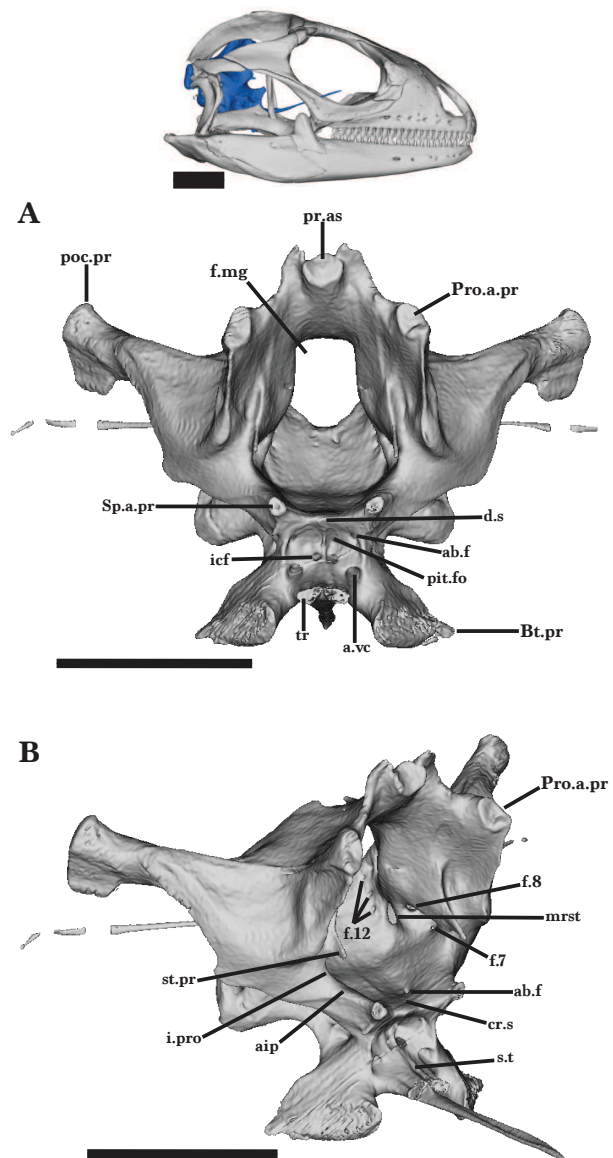 A
pr.as
poc.pr
f.mg
Pro.a.pr
Sp.a.pr
d.s
ab.f
icf
pit.fo
tr
a.vc
Bt.pr
B
Pro.a.pr
f.8
mrst
f.12
f.7
st.pr
ab.f
i.pro
cr.s
aip
s.t